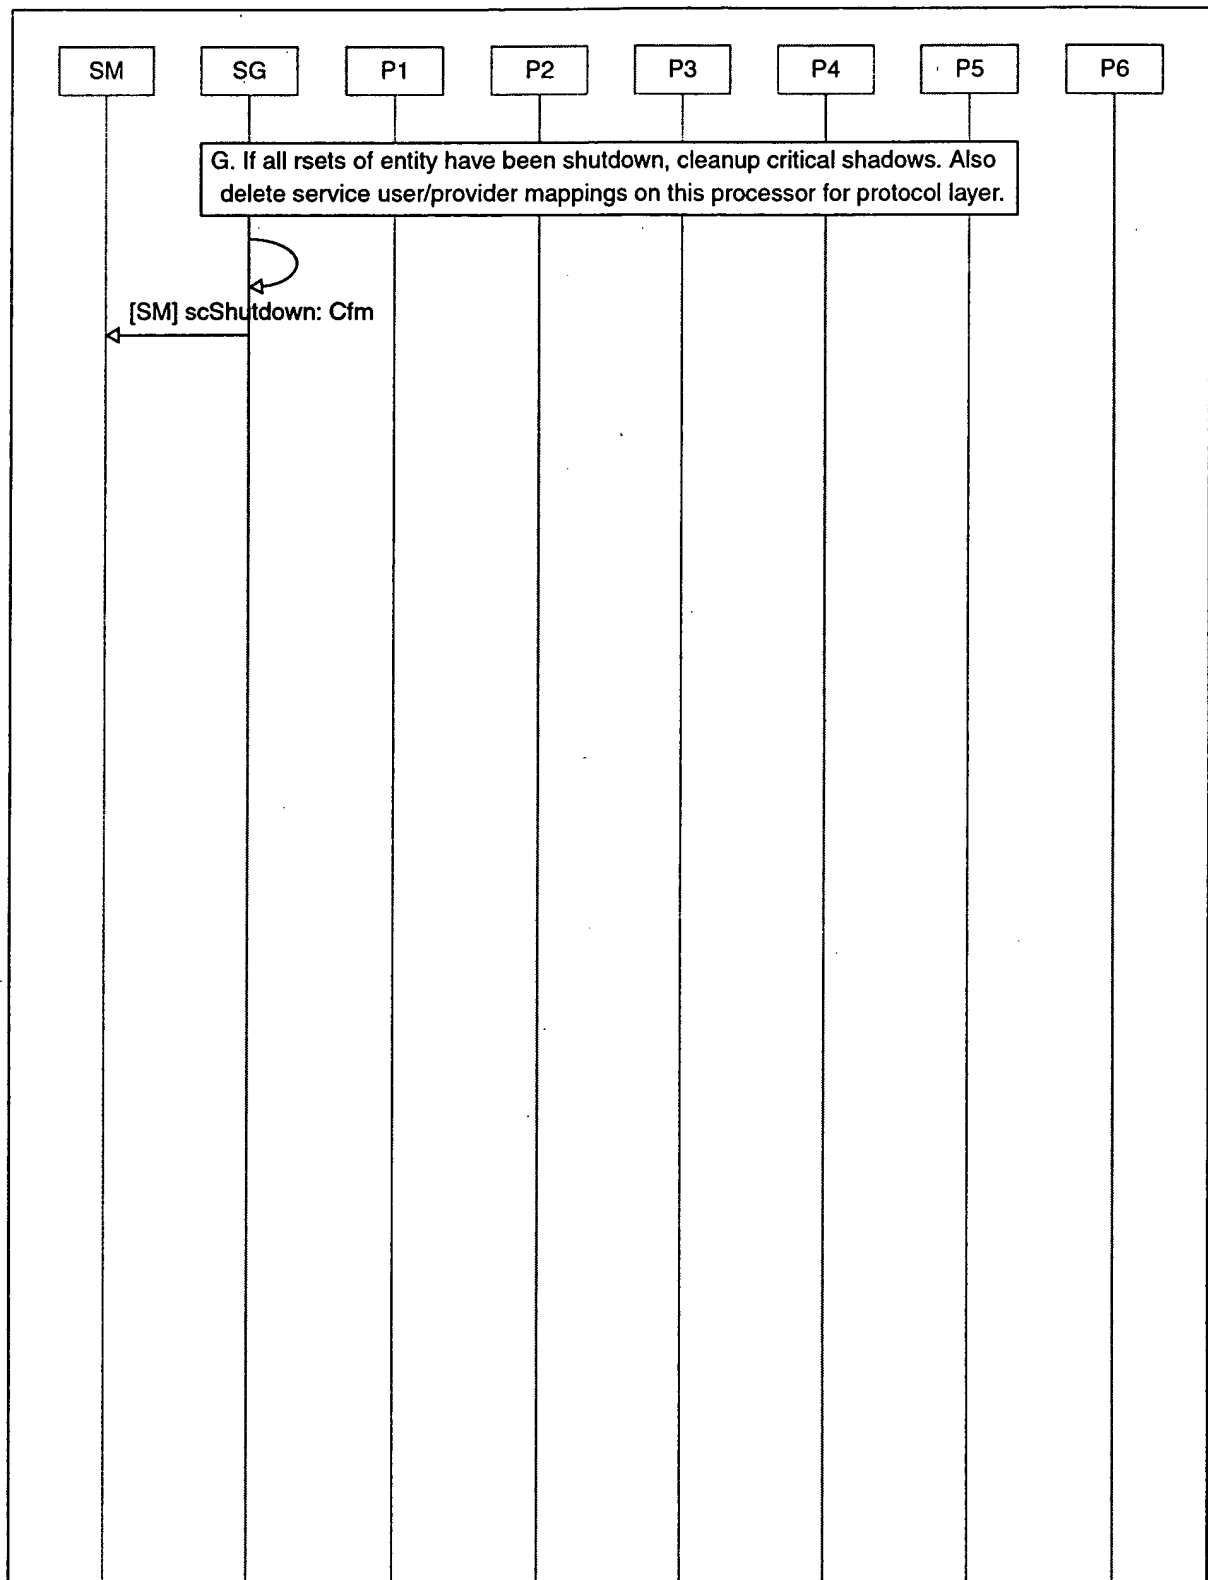 SM SG P1 P2 P3 P4 P5 P6
G. If all rsets of entity have been shutdown, cleanup critical shadows. Also
delete service user/provider mappings on this processor for protocol layer.
[SM] scShutdown: Cfm